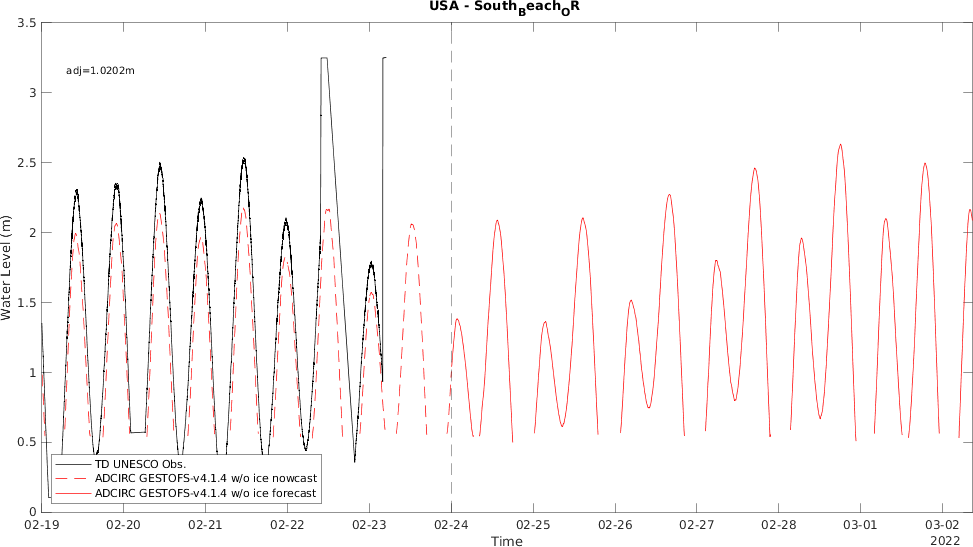 USA - SouthBeachOR
3.5
adj=1.0202m
3
2.5
2
1.5
1
0.5
0
Water Level (m)
TD UNESCO Obs.
ADCIRC GESTOFS-v4.1.4 w/o ice nowcast
ADCIRC GESTOFS-v4.1.4 w/o ice forecast
02-19 02-20 02-21 02-22 02-23 02-24 02-25 02-26 02-27 02-28 03-01 03-02
Time
2022